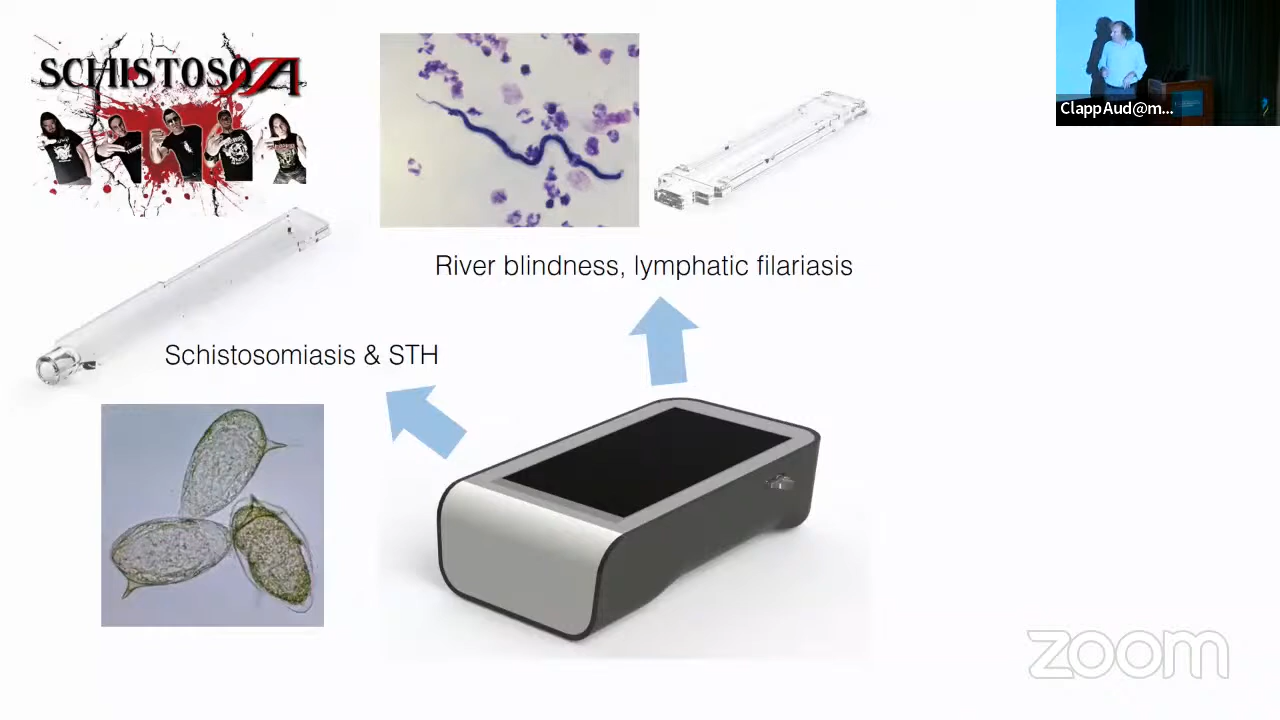 SCHISTOSOMA
ClappAud@m...
River blindness, lymphatic filariasis
Schistosomiasis & STH
zoom